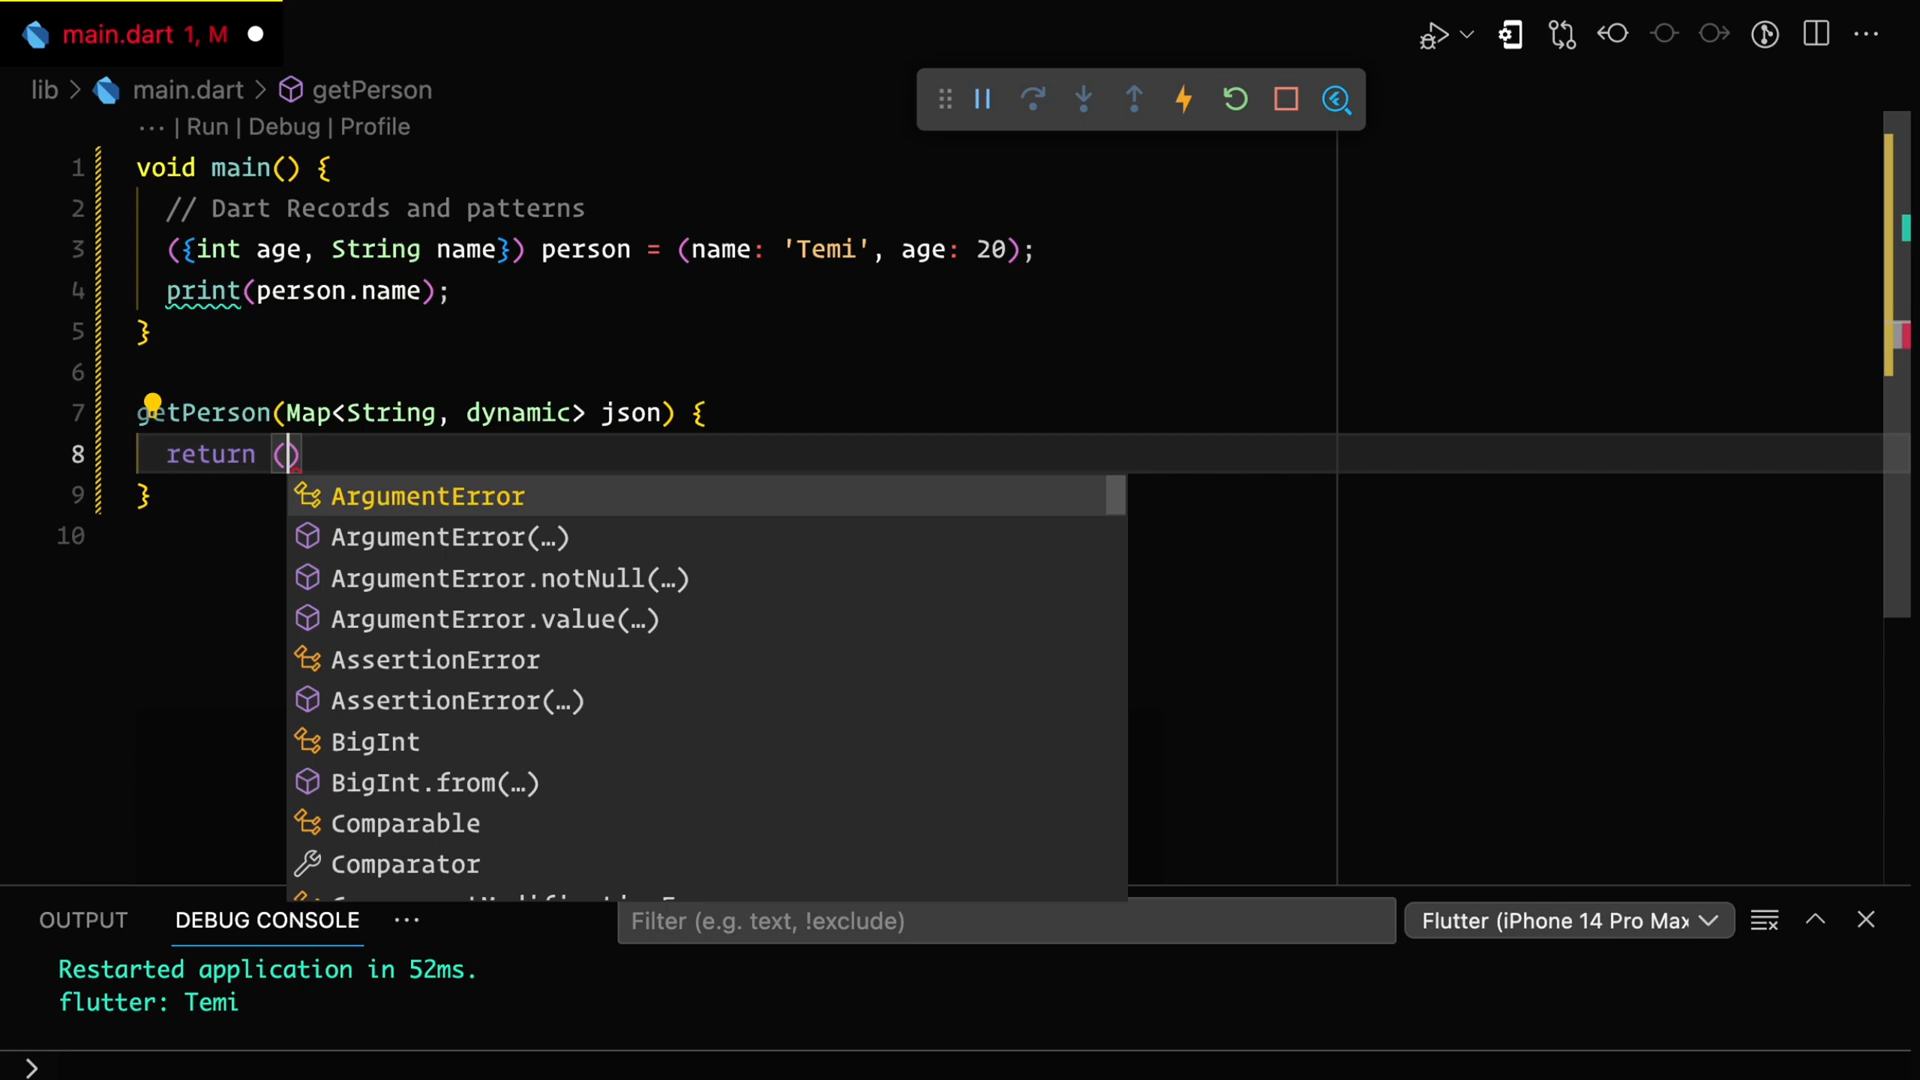 main.dart 1, M
lib > main.dart > getPerson
··· | Run | Debug | Profile
1 void main() {
2 // Dart Records and patterns
3 ({int age, String name}) person = (name: 'Temi', age: 20);
4 print(person.name);
5 }
6
7 getPerson(Map<String, dynamic> json) {
8 return ()
9 }
10
ArgumentError
ArgumentError(…)
ArgumentError.notNull(…)
ArgumentError.value(…)
AssertionError
AssertionError(…)
BigInt
BigInt.from(…)
Comparable
Comparator
OUTPUT DEBUG CONSOLE ··· Filter (e.g. text, !exclude) Flutter (iPhone 14 Pro Max
Restarted application in 52ms.
flutter: Temi
>